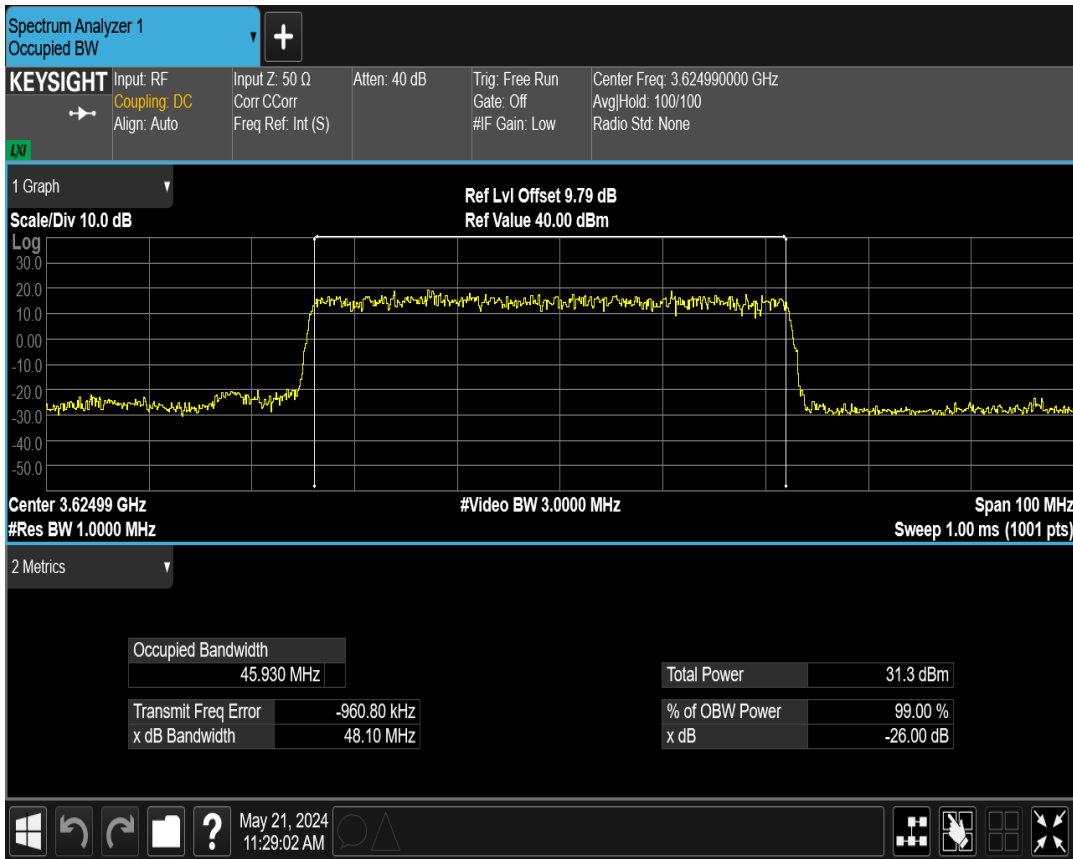 Spectrum Analyzer 1
Occupied BW
+
KEYSIGHT
LXI
Input: RF
Coupling: DC
Align: Auto
Input Z: 50 Ω
Corr CCorr
Freq Ref: Int (S)
Atten: 40 dB
Trig: Free Run
Gate: Off
#IF Gain: Low
Center Freq: 3.624990000 GHz
Avg|Hold: 100/100
Radio Std: None
1 Graph
Scale/Div 10.0 dB
Ref Lvl Offset 9.79 dB
Ref Value 40.00 dBm
Log
30.0
20.0
10.0
0.00
-10.0
-20.0
-30.0
-40.0
-50.0
Center 3.62499 GHz
#Video BW 3.0000 MHz
Span 100 MHz
#Res BW 1.0000 MHz
Sweep 1.00 ms (1001 pts)
2 Metrics
Occupied Bandwidth
45.930 MHz
Total Power 31.3 dBm
Transmit Freq Error -960.80 kHz
% of OBW Power 99.00 %
x dB Bandwidth 48.10 MHz
x dB -26.00 dB
?
May 21, 2024
11:29:02 AM